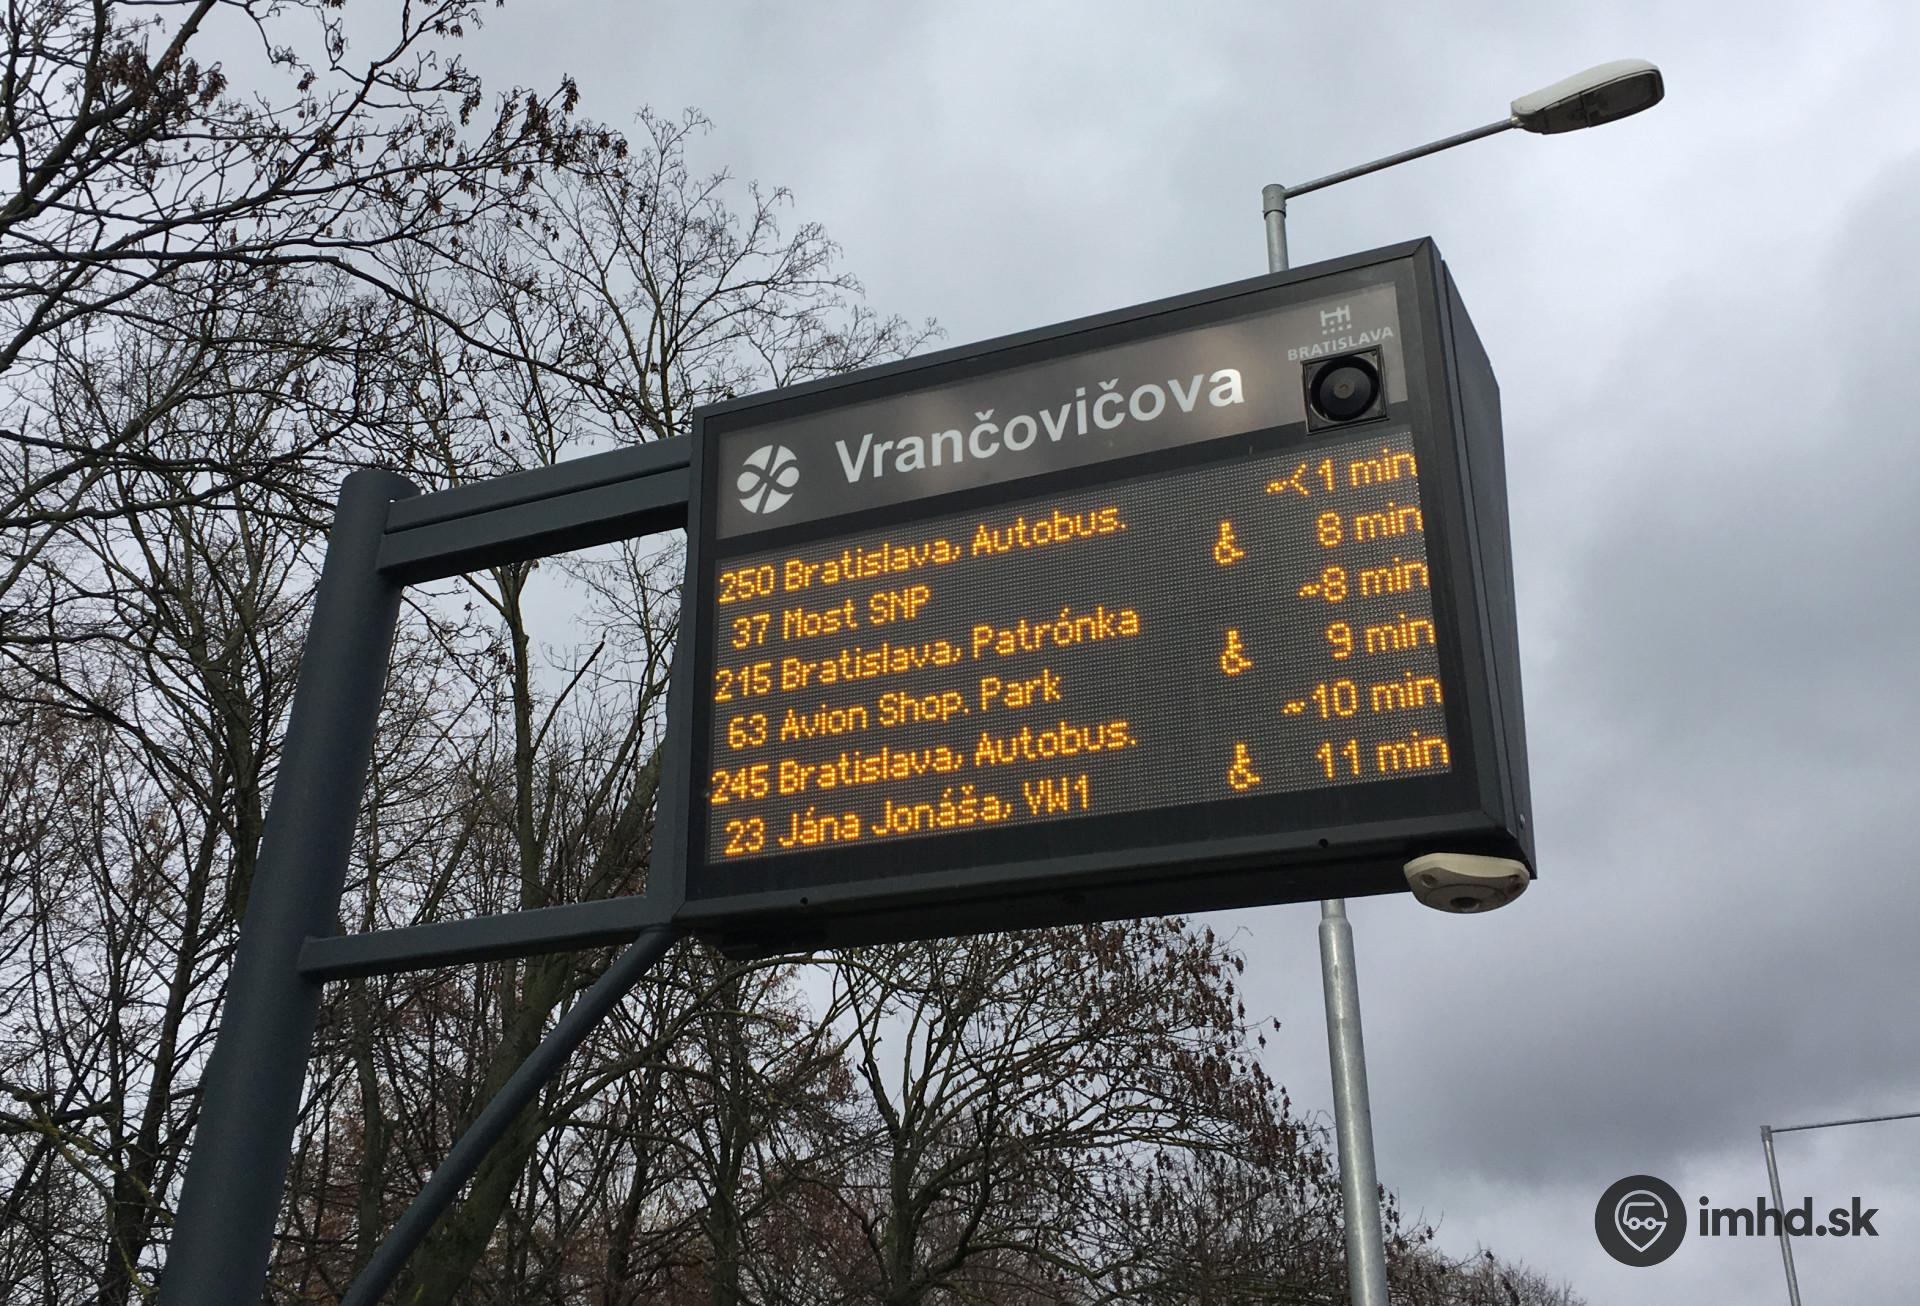 BRATISLAVA
Vrančovičova
250 Bratislava, Autobus. ~<1 min
37 Most SNP 8 min
215 Bratislava, Patrónka ~8 min
63 Avion Shop. Park 9 min
245 Bratislava, Autobus. ~10 min
23 Jána Jonáša, VW1 11 min
imhd.sk